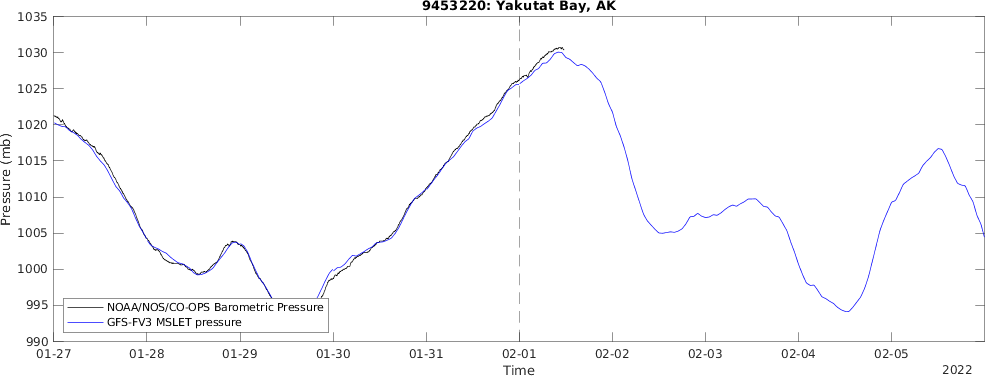 9453220: Yakutat Bay, AK
Pressure (mb)
1035
1030
1025
1020
1015
1010
1005
1000
995
990
NOAA/NOS/CO-OPS Barometric Pressure
GFS-FV3 MSLET pressure
01-27 01-28 01-29 01-30 01-31 02-01 02-02 02-03 02-04 02-05
Time
2022